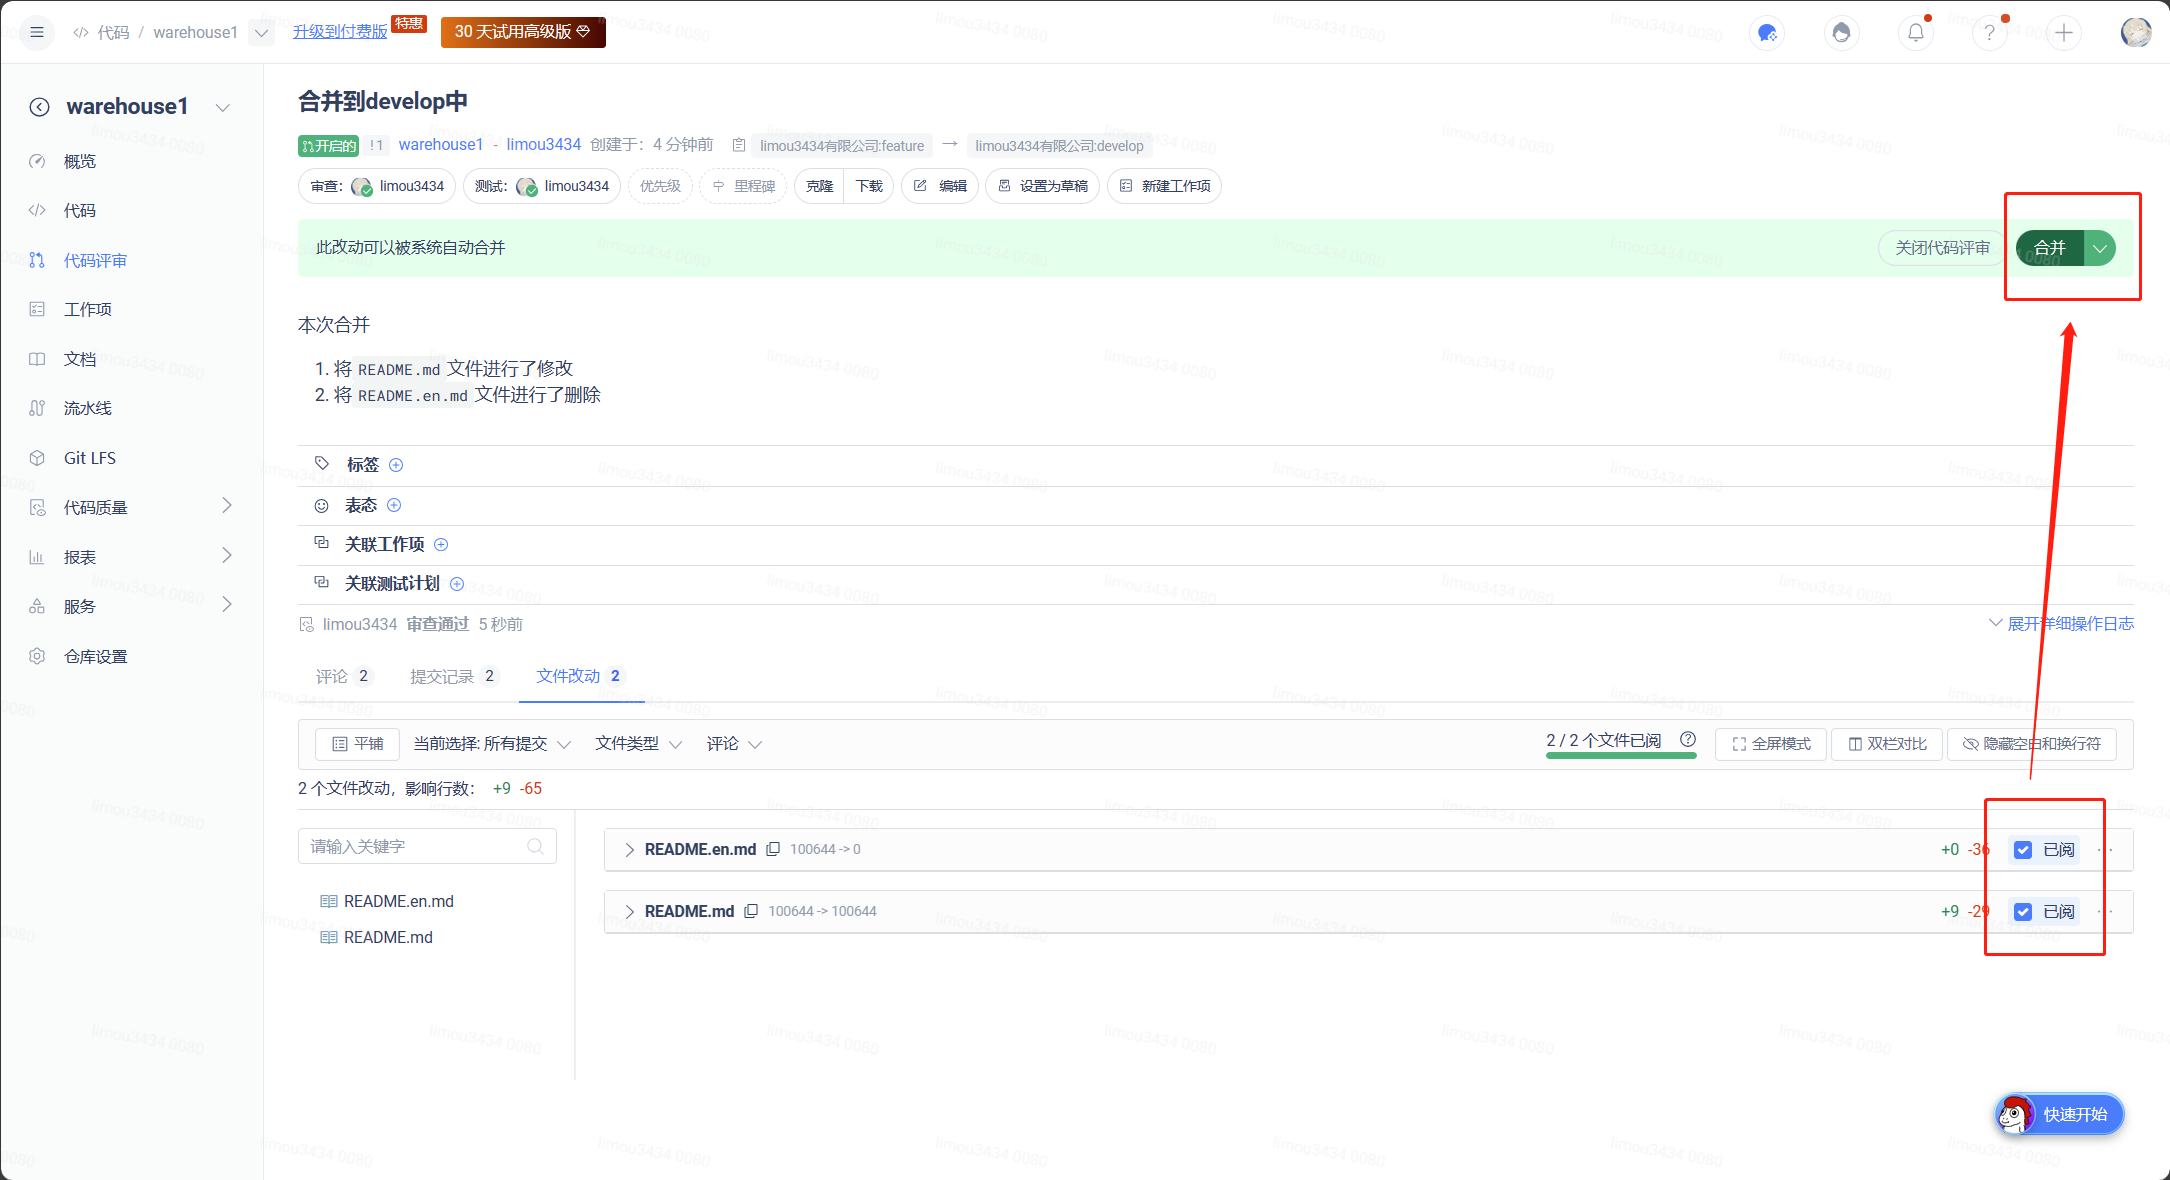 代码 / warehouse1 升级到付费版 特惠 30 天试用高级版
warehouse1
概览
代码
代码评审
工作项
文档
流水线
Git LFS
代码质量
报表
服务
仓库设置
合并到develop中
开启的 !1 warehouse1 - limou3434 创建于：4 分钟前 limou3434有限公司:feature → limou3434有限公司:develop
审查： limou3434 测试： limou3434 优先级 里程碑 克隆 下载 编辑 设置为草稿 新建工作项
此改动可以被系统自动合并 关闭代码评审 合并
本次合并
1. 将 README.md 文件进行了修改
2. 将 README.en.md 文件进行了删除
标签
表态
关联工作项
关联测试计划
limou3434 审查通过 5 秒前 展开详细操作日志
评论 2 提交记录 2 文件改动 2
平铺 当前选择: 所有提交 文件类型 评论 2 / 2 个文件已阅 全屏模式 双栏对比 隐藏空白和换行符
2 个文件改动，影响行数： +9 -65
请输入关键字
README.en.md 100644 -> 0 +0 -36 已阅
README.md 100644 -> 100644 +9 -29 已阅
README.en.md
README.md
快速开始
limou3434 0080